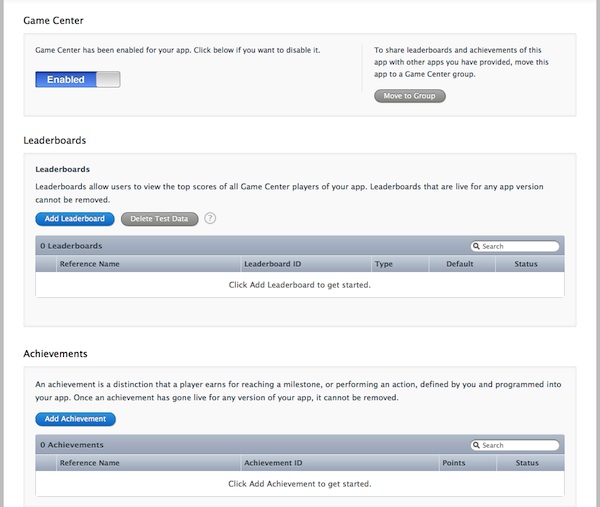 Game Center
Game Center has been enabled for your app. Click below if you want to disable it.
Enabled
To share leaderboards and achievements of this
app with other apps you have provided, move this
app to a Game Center group.
Move to Group
Leaderboards
Leaderboards
Leaderboards allow users to view the top scores of all Game Center players of your app. Leaderboards that are live for any app version
cannot be removed.
Add Leaderboard Delete Test Data ?
0 Leaderboards Search
Reference Name Leaderboard ID Type Default Status
Click Add Leaderboard to get started.
Achievements
An achievement is a distinction that a player earns for reaching a milestone, or performing an action, defined by you and programmed into
your app. Once an achievement has gone live for any version of your app, it cannot be removed.
Add Achievement
0 Achievements Search
Reference Name Achievement ID Points Status
Click Add Achievement to get started.